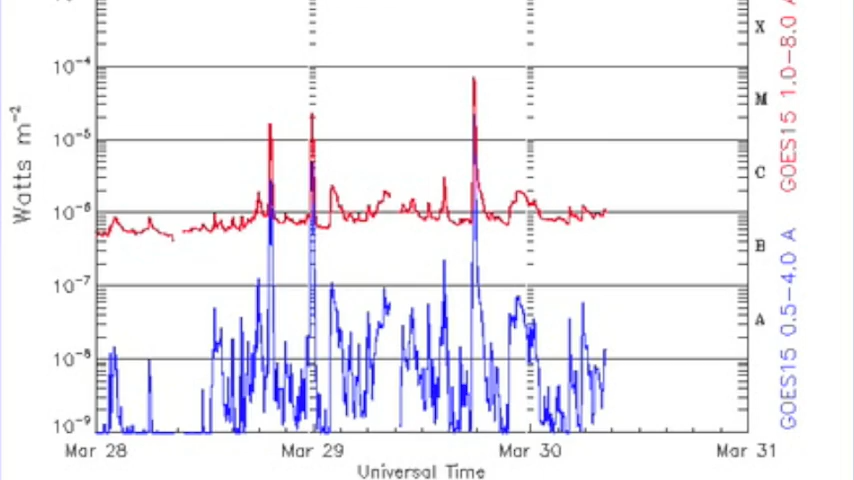 X
10⁻⁴
M
10⁻⁵
C
10⁻⁶
B
10⁻⁷
A
10⁻⁸
10⁻⁹
Mar 28 Mar 29 Mar 30 Mar 31
Universal Time
Watts m⁻²
GOES15 1.0–8.0 A
GOES15 0.5–4.0 A